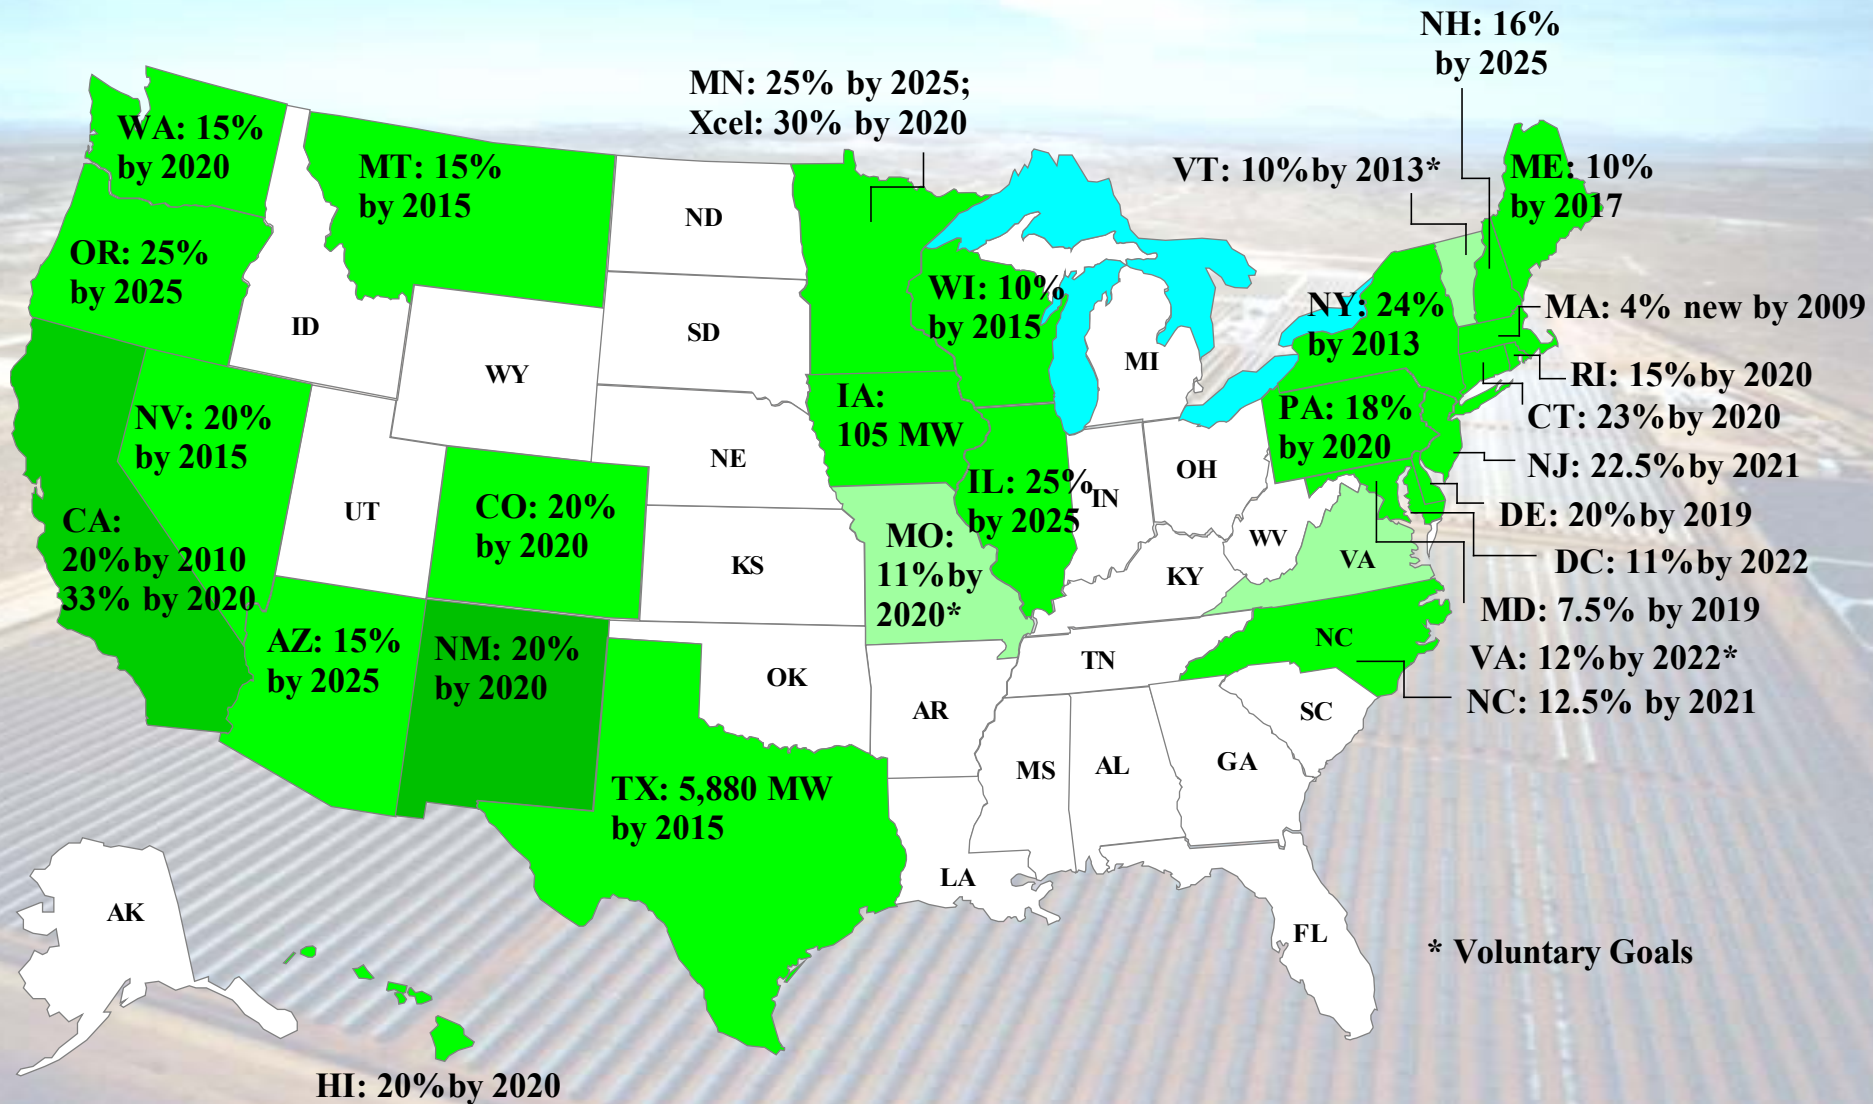 NH: 16%
by 2025
MN: 25% by 2025;
Xcel: 30% by 2020
WA: 15%
by 2020
MT: 15%
by 2015
VT: 10%by 2013*
ME: 10%
by 2017
ND
OR: 25%
by 2025
WI: 10%
by 2015
NY: 24%
by 2013
MA: 4% new by 2009
ID
SD
MI
WY
RI: 15%by 2020
NV: 20%
by 2015
IA:
105 MW
PA: 18%
by 2020
CT: 23%by 2020
NE
OH
NJ: 22.5%by 2021
IL: 25%
by 2025
IN
UT
CO: 20%
by 2020
DE: 20%by 2019
CA:
20%by 2010
33% by 2020
MO:
11%by
2020*
WV
VA
DC: 11%by 2022
KS
KY
MD: 7.5% by 2019
AZ: 15%
by 2025
NM: 20%
by 2020
NC
VA: 12%by 2022*
TN
OK
NC: 12.5% by 2021
AR
SC
MS
AL
GA
TX: 5,880 MW
by 2015
LA
AK
FL
* Voluntary Goals
HI: 20%by 2020